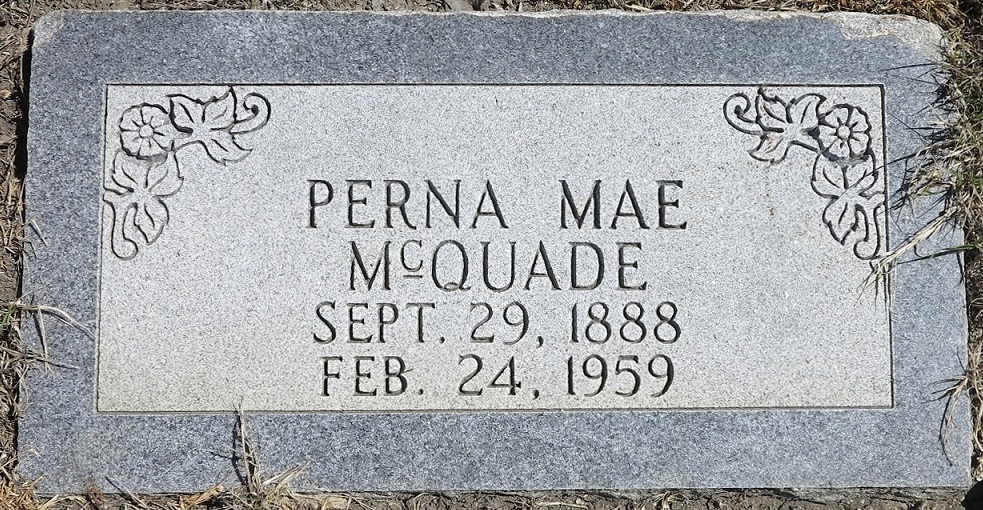 PERNA MAE
McQUADE
SEPT. 29, 1888
FEB. 24, 1959